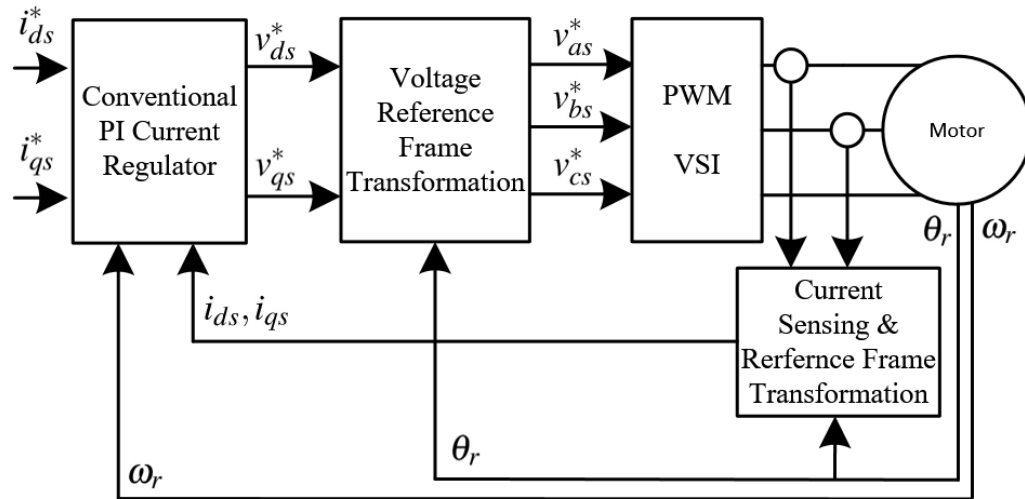 i*ds
i*qs
Conventional
PI Current
Regulator
v*ds
v*qs
Voltage
Reference
Frame
Transformation
v*as
v*bs
v*cs
PWM
VSI
Motor
θr
ωr
Current
Sensing &
Rerfernce Frame
Transformation
ids, iqs
θr
ωr